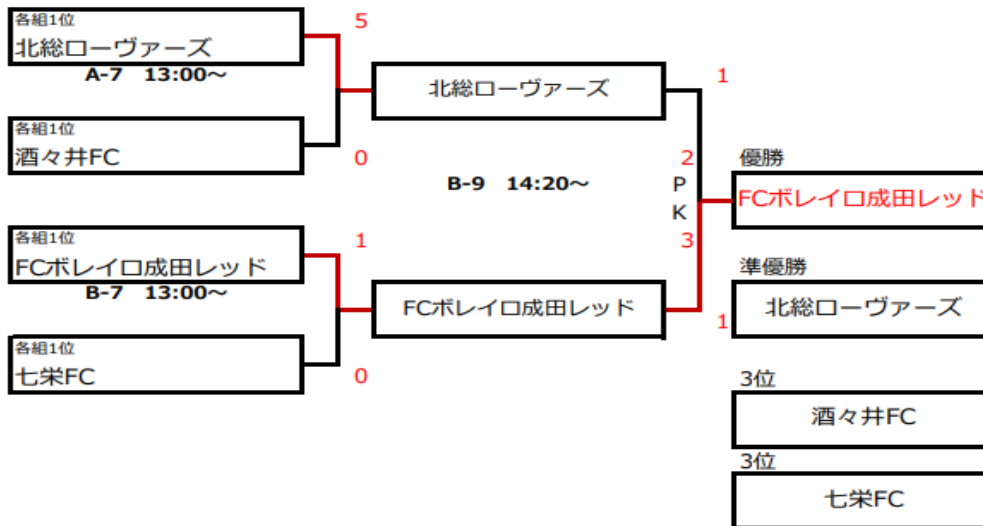 各組1位
北総ローヴァーズ
A-7 13:00～
各組1位
酒々井FC
5
0
北総ローヴァーズ
各組1位
FCボレイロ成田レッド
B-7 13:00～
各組1位
七栄FC
1
0
FCボレイロ成田レッド
B-9 14:20～
1
2
P
K
3
1
優勝
FCボレイロ成田レッド
準優勝
北総ローヴァーズ
3位
酒々井FC
3位
七栄FC